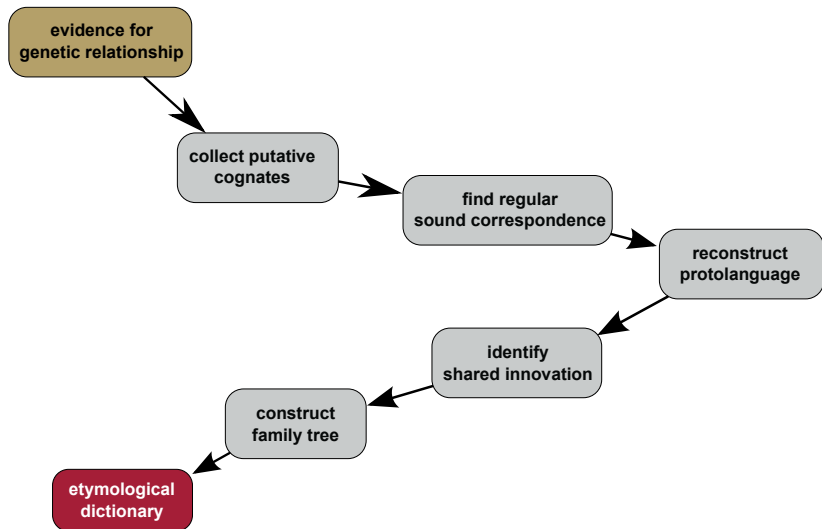 evidence for
genetic relationship
collect putative
cognates
find regular
sound correspondence
reconstruct
protolanguage
identify
shared innovation
construct
family tree
etymological
dictionary